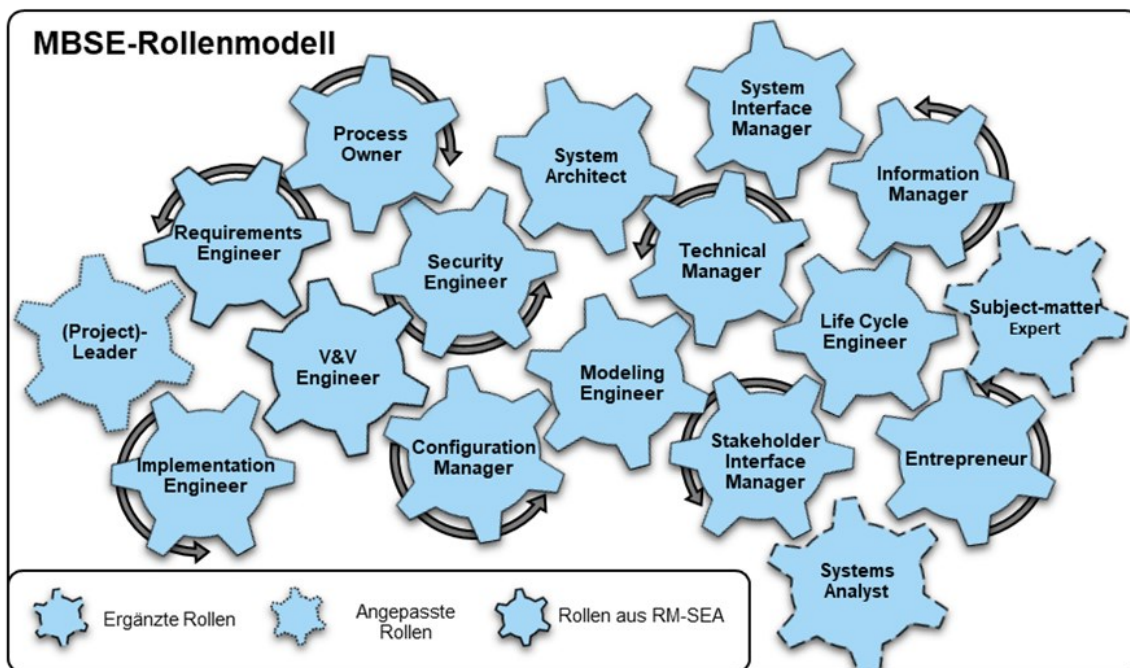 MBSE-Rollenmodell
Process
Owner
System
Architect
System
Interface
Manager
Information
Manager
Requirements
Engineer
Security
Engineer
Technical
Manager
(Project)-
Leader
V&V
Engineer
Modeling
Engineer
Life Cycle
Engineer
Subject-matter
Expert
Implementation
Engineer
Configuration
Manager
Stakeholder
Interface
Manager
Entrepreneur
Systems
Analyst
Ergänzte Rollen
Angepasste
Rollen
Rollen aus RM-SEA